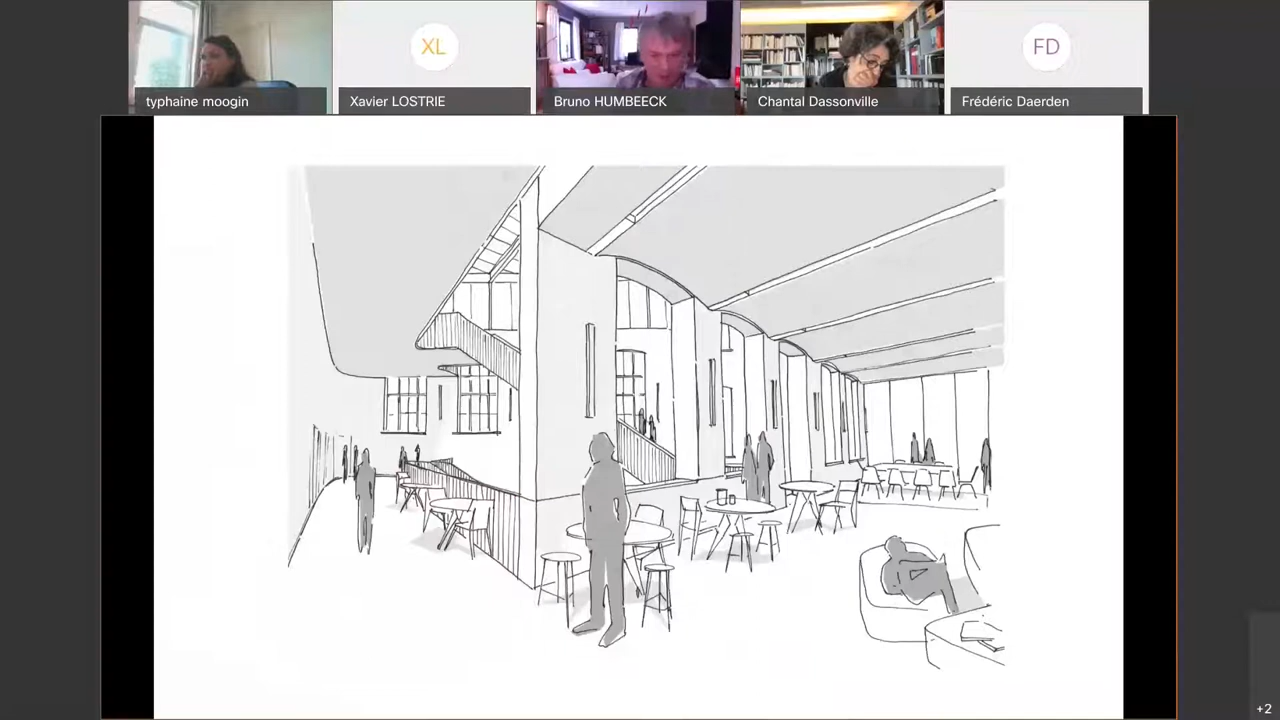 XL
FD
typhaine moogin
Xavier LOSTRIE
Bruno HUMBEECK
Chantal Dassonville
Frédéric Daerden
+2